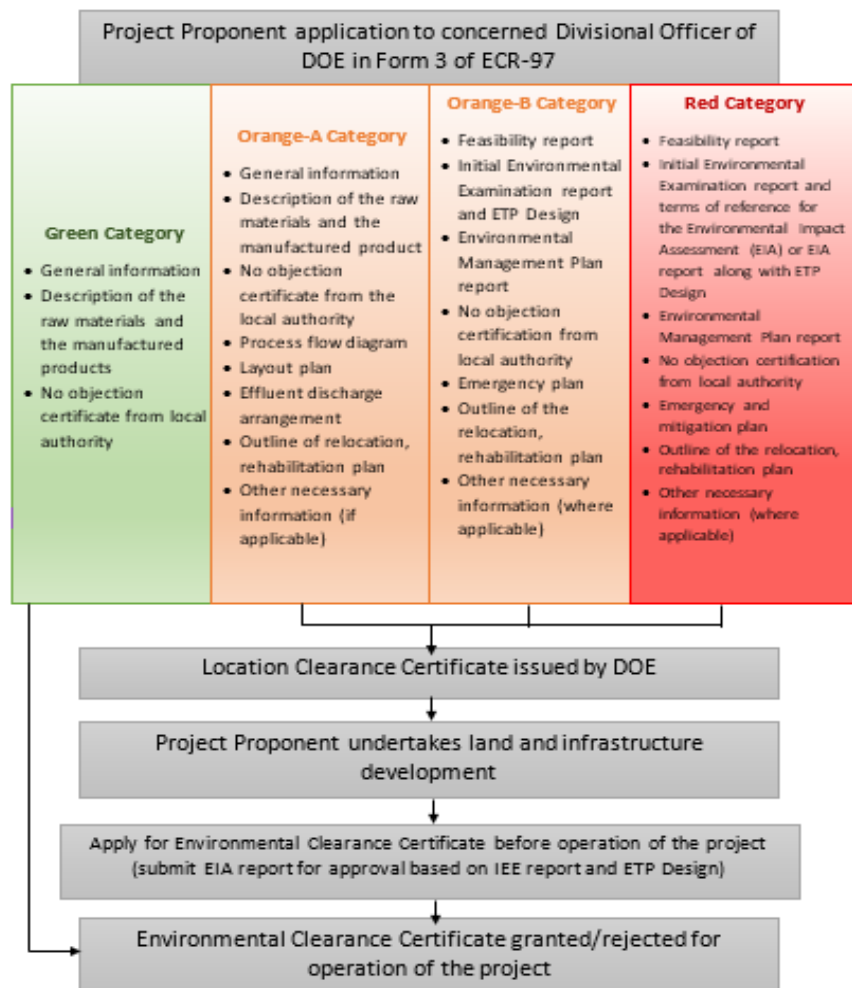 Project Proponent application to concerned Divisional Officer of
DOE in Form 3 of ECR-97
Green Category
• General information
• Description of the
raw materials and
the manufactured
products
• No objection
certificate from local
authority
Orange-A Category
• General information
• Description of the raw
materials and the
manufactured product
• No objection
certificate from the
local authority
• Process flow diagram
• Layout plan
• Effluent discharge
arrangement
• Outline of relocation,
rehabilitation plan
• Other necessary
information (if
applicable)
Orange-B Category
• Feasibility report
• Initial Environmental
Examination report
and ETP Design
• Environmental
Management Plan
report
• No objection
certification from
local authority
• Emergency plan
• Outline of the
relocation,
rehabilitation plan
• Other necessary
information (where
applicable)
Red Category
• Feasibility report
• Initial Environmental
Examination report and
terms of reference for
the Environmental Impact
Assessment (EIA) or EIA
report along with ETP
Design
• Environmental
Management Plan report
• No objection certification
from local authority
• Emergency and
mitigation plan
• Outline of the relocation,
rehabilitation plan
• Other necessary
information (where
applicable)
Location Clearance Certificate issued by DOE
Project Proponent undertakes land and infrastructure
development
Apply for Environmental Clearance Certificate before operation of the project
(submit EIA report for approval based on IEE report and ETP Design)
Environmental Clearance Certificate granted/rejected for
operation of the project